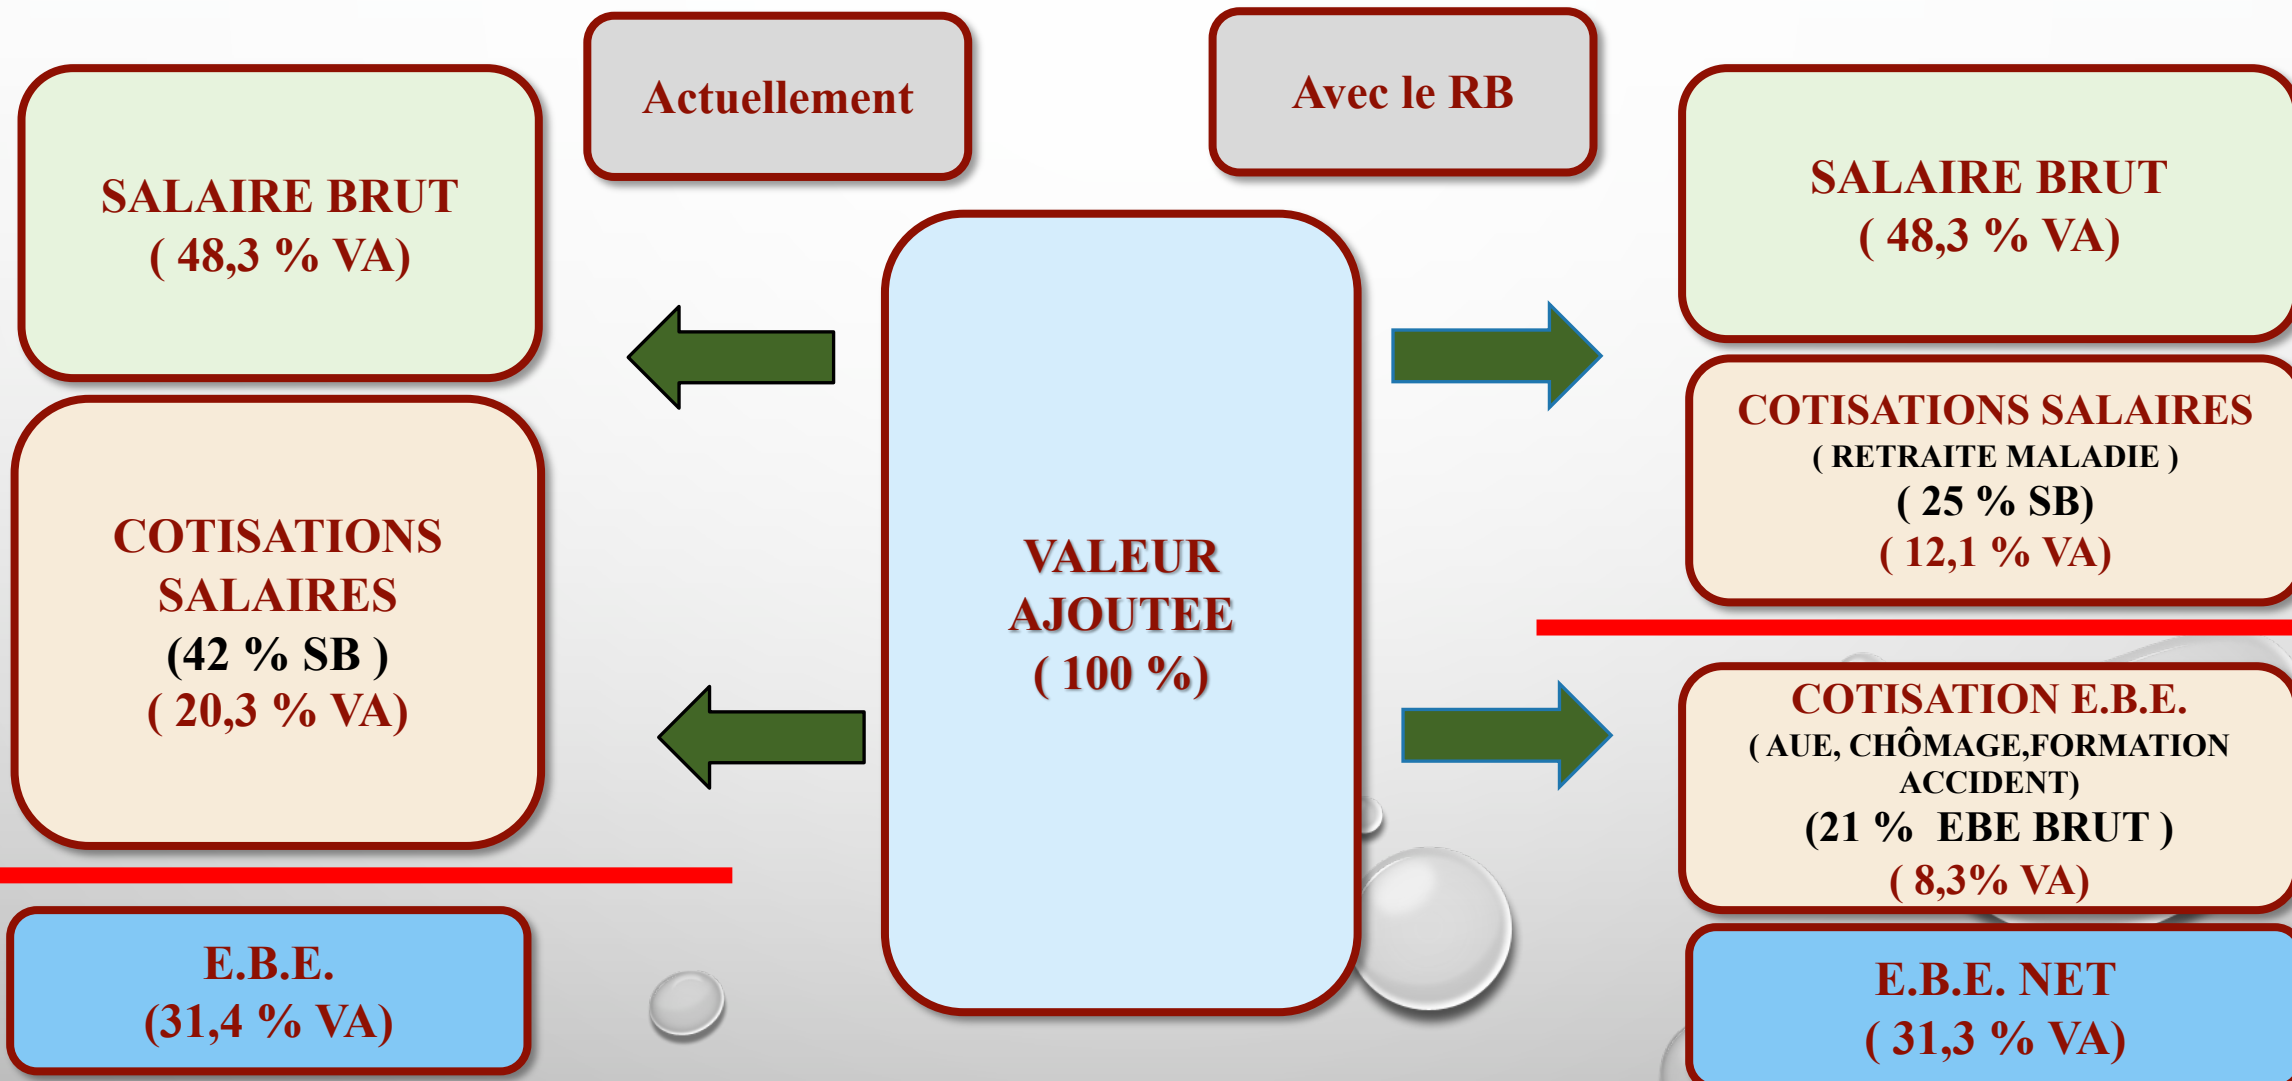 Actuellement
Avec le RB
SALAIRE BRUT
( 48,3 % VA)
COTISATIONS
SALAIRES
(42 % SB )
( 20,3 % VA)
E.B.E.
(31,4 % VA)
VALEUR
AJOUTEE
( 100 %)
SALAIRE BRUT
( 48,3 % VA)
COTISATIONS SALAIRES
( RETRAITE MALADIE )
( 25 % SB)
( 12,1 % VA)
COTISATION E.B.E.
( AUE, CHÔMAGE,FORMATION
ACCIDENT)
(21 %  EBE BRUT )
( 8,3% VA)
E.B.E. NET
( 31,3 % VA)